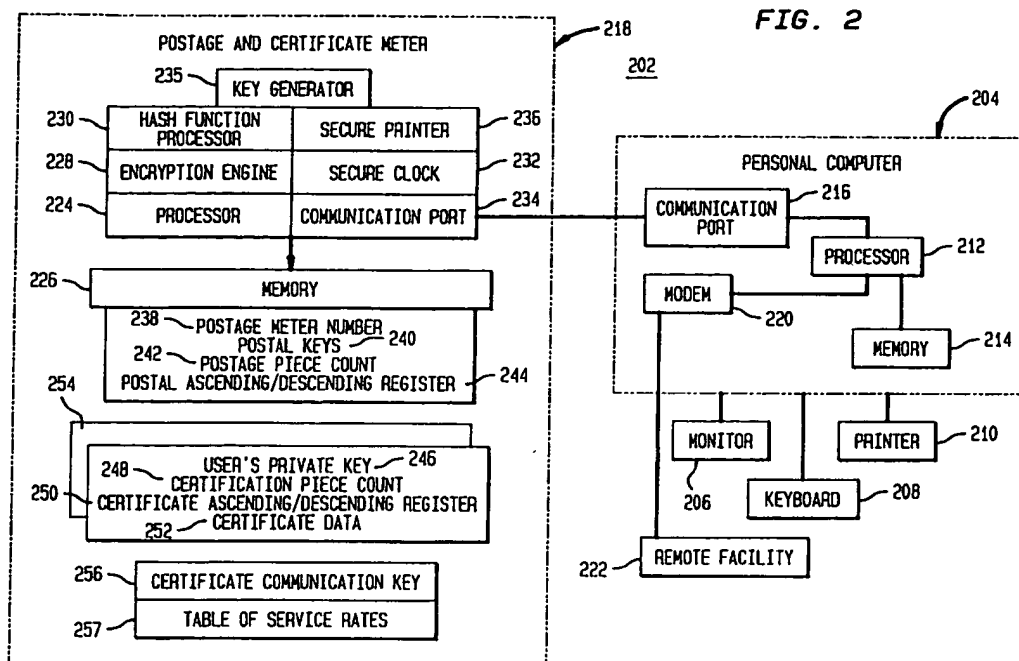 FIG. 2
202
218
POSTAGE AND CERTIFICATE METER
235
KEY GENERATOR
230
HASH FUNCTION
PROCESSOR
SECURE PRINTER
236
228
ENCRYPTION ENGINE
SECURE CLOCK
232
224
PROCESSOR
COMMUNICATION PORT
234
226
MEMORY
238
POSTAGE METER NUMBER
POSTAL KEYS
240
242
POSTAGE PIECE COUNT
POSTAL ASCENDING/DESCENDING REGISTER
244
254
USER'S PRIVATE KEY
246
248
CERTIFICATION PIECE COUNT
250
CERTIFICATE ASCENDING/DESCENDING REGISTER
252
CERTIFICATE DATA
256
CERTIFICATE COMMUNICATION KEY
257
TABLE OF SERVICE RATES
204
PERSONAL COMPUTER
216
COMMUNICATION
PORT
PROCESSOR
212
MODEM
220
MEMORY
214
MONITOR
206
KEYBOARD
208
PRINTER
210
222
REMOTE FACILITY